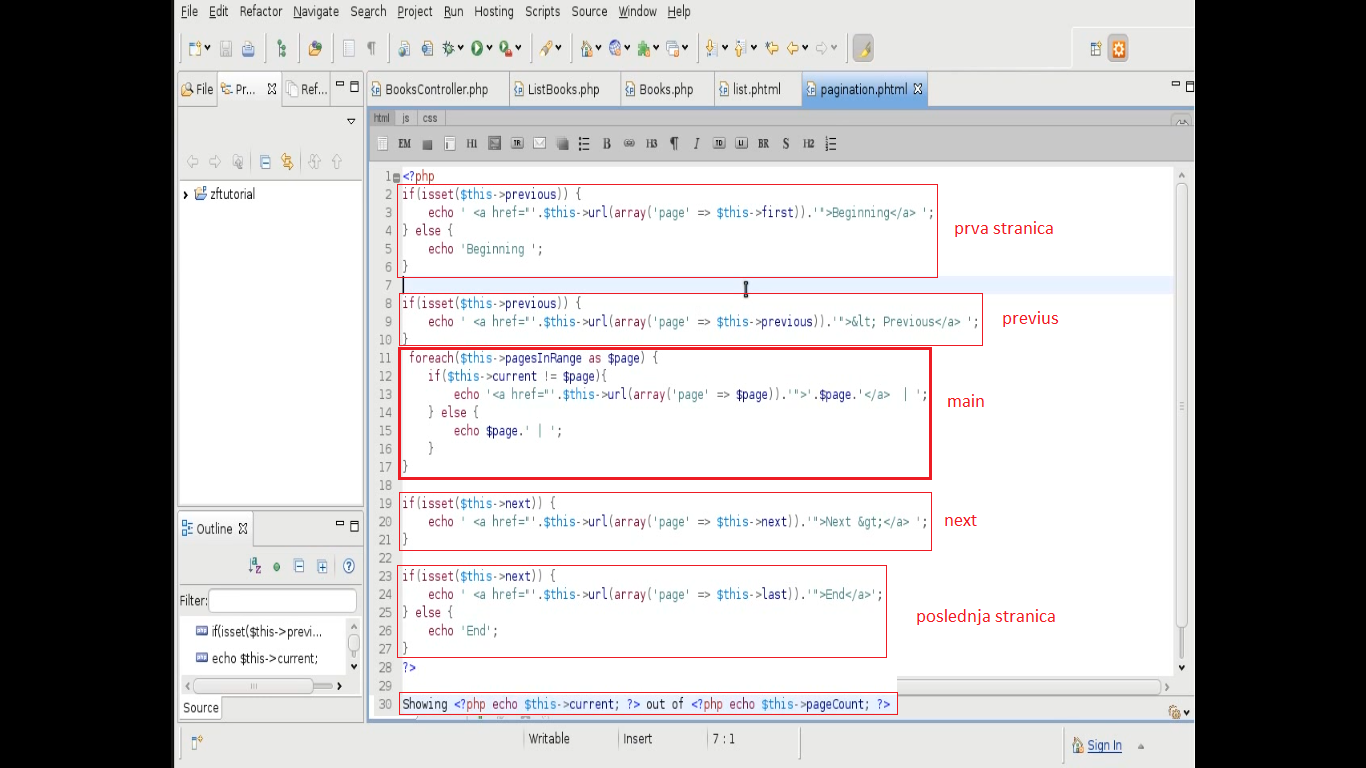 File Edit Refactor Navigate Search Project Run Hosting Scripts Source Window Help
File Pr... Ref...
BooksController.php ListBooks.php Books.php list.phtml pagination.phtml
html js css
EM H1 TR B H3 I TD LI BR S H2
zftutorial
1 <?php
2 if(isset($this->previous)) {
3 echo ' <a href="'.$this->url(array('page' => $this->first)).'">Beginning</a> ';
4 } else {
5 echo 'Beginning ';
6 }
prva stranica
7
8 if(isset($this->previous)) {
9 echo ' <a href="'.$this->url(array('page' => $this->previous)).'">&lt; Previous</a> ';
10 }
previus
11 foreach($this->pagesInRange as $page) {
12 if($this->current != $page){
13 echo '<a href="'.$this->url(array('page' => $page)).'">'.$page.'</a> | ';
14 } else {
15 echo $page.' | ';
16 }
17 }
main
18
19 if(isset($this->next)) {
20 echo ' <a href="'.$this->url(array('page' => $this->next)).'">Next &gt;</a> ';
21 }
next
22
23 if(isset($this->next)) {
24 echo ' <a href="'.$this->url(array('page' => $this->last)).'">End</a>';
25 } else {
26 echo 'End';
27 }
poslednja stranica
28 ?>
29
30 Showing <?php echo $this->current; ?> out of <?php echo $this->pageCount; ?>
Outline
Filter:
if(isset($this->previ...
echo $this->current;
Source
Writable Insert 7 : 1 Sign In